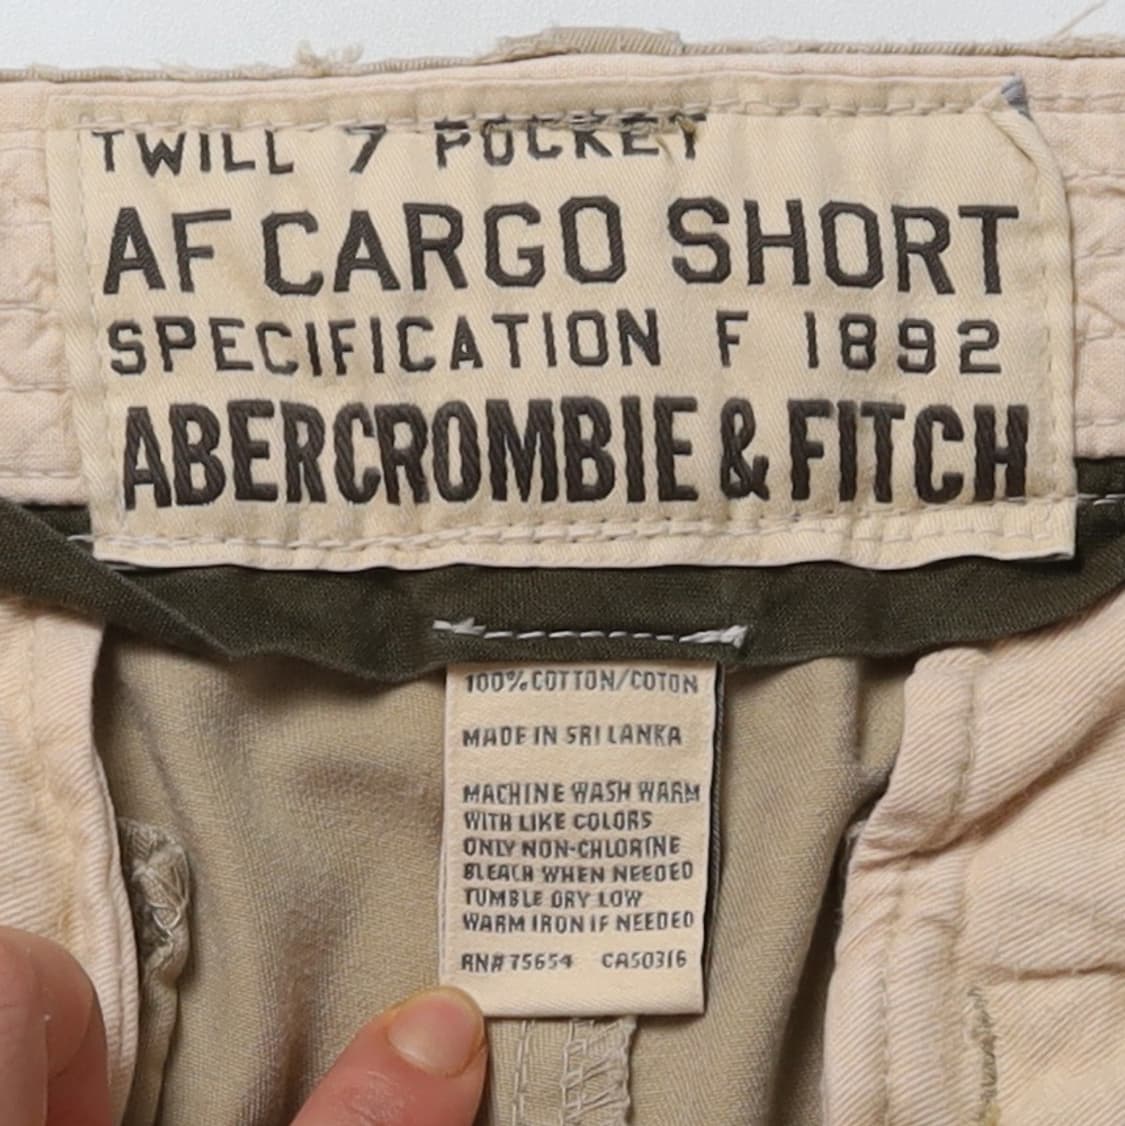 TWILL 7 POCKET
AF CARGO SHORT
SPECIFICATION F 1892
ABERCROMBIE & FITCH
100% COTTON/COTON
MADE IN SRI LANKA
MACHINE WASH WARM
WITH LIKE COLORS
ONLY NON-CHLORINE
BLEACH WHEN NEEDED
TUMBLE DRY LOW
WARM IRON IF NEEDED
RN# 75654 CA50316